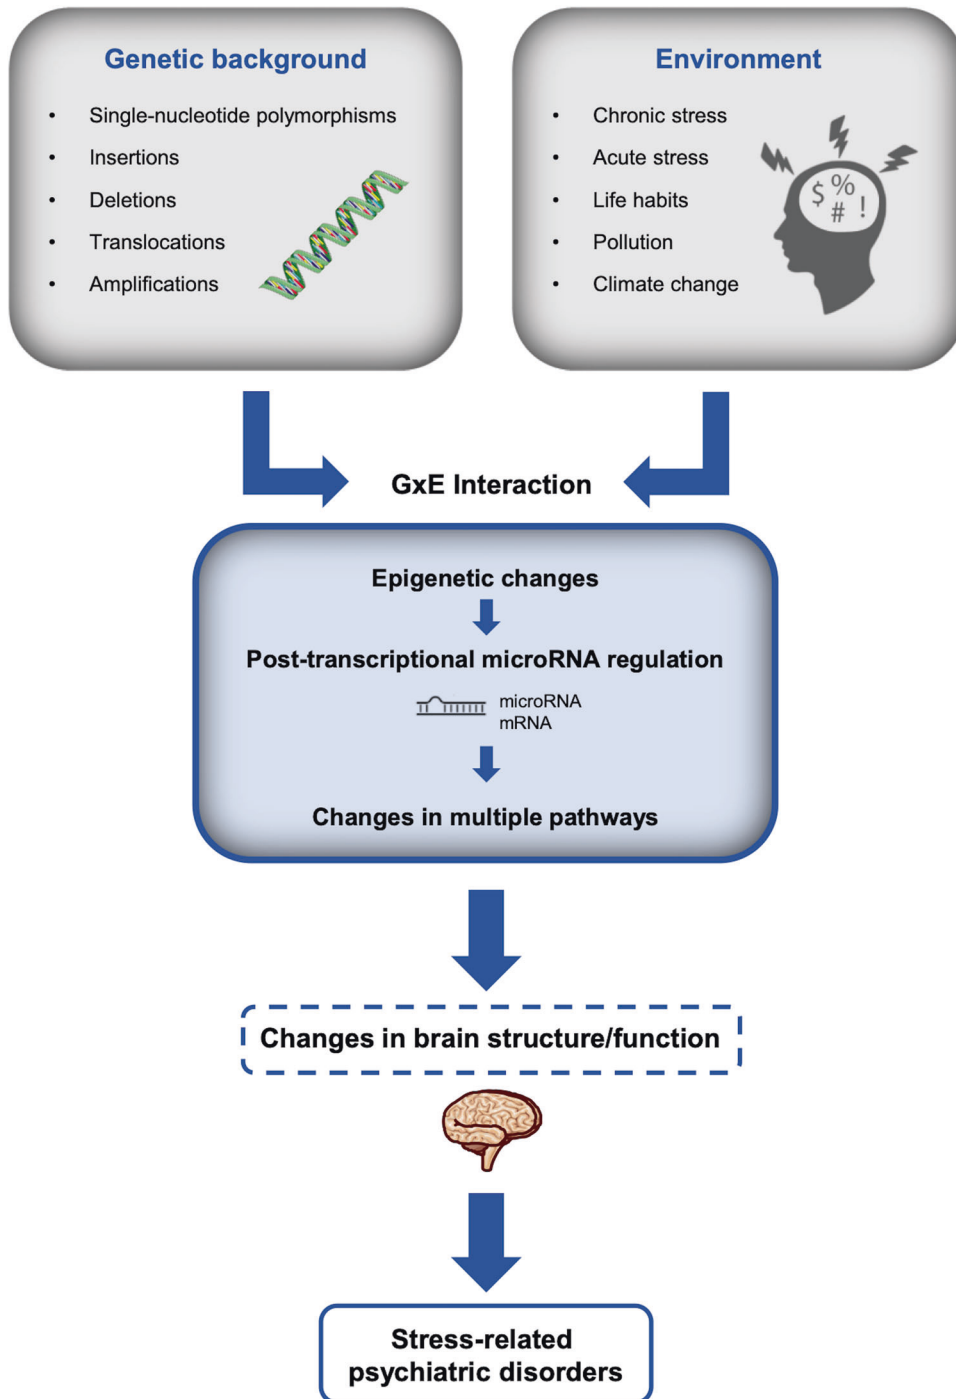 Genetic background
• Single-nucleotide polymorphisms
• Insertions
• Deletions
• Translocations
• Amplifications
Environment
• Chronic stress
• Acute stress
• Life habits
• Pollution
• Climate change
$ % # !
GxE Interaction
Epigenetic changes
Post-transcriptional microRNA regulation
microRNA
mRNA
Changes in multiple pathways
Changes in brain structure/function
Stress-related
psychiatric disorders